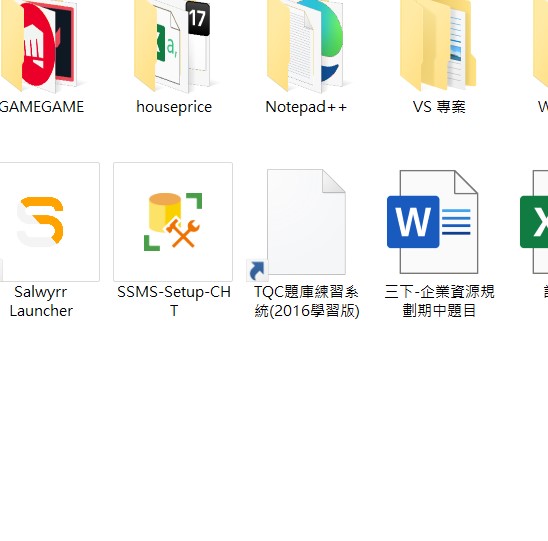 GAMEGAME
houseprice
Notepad++
VS 專案
17
a,
Salwyrr
Launcher
SSMS-Setup-CH
T
TQC題庫練習系
統(2016學習版)
W
三下-企業資源規
劃期中題目